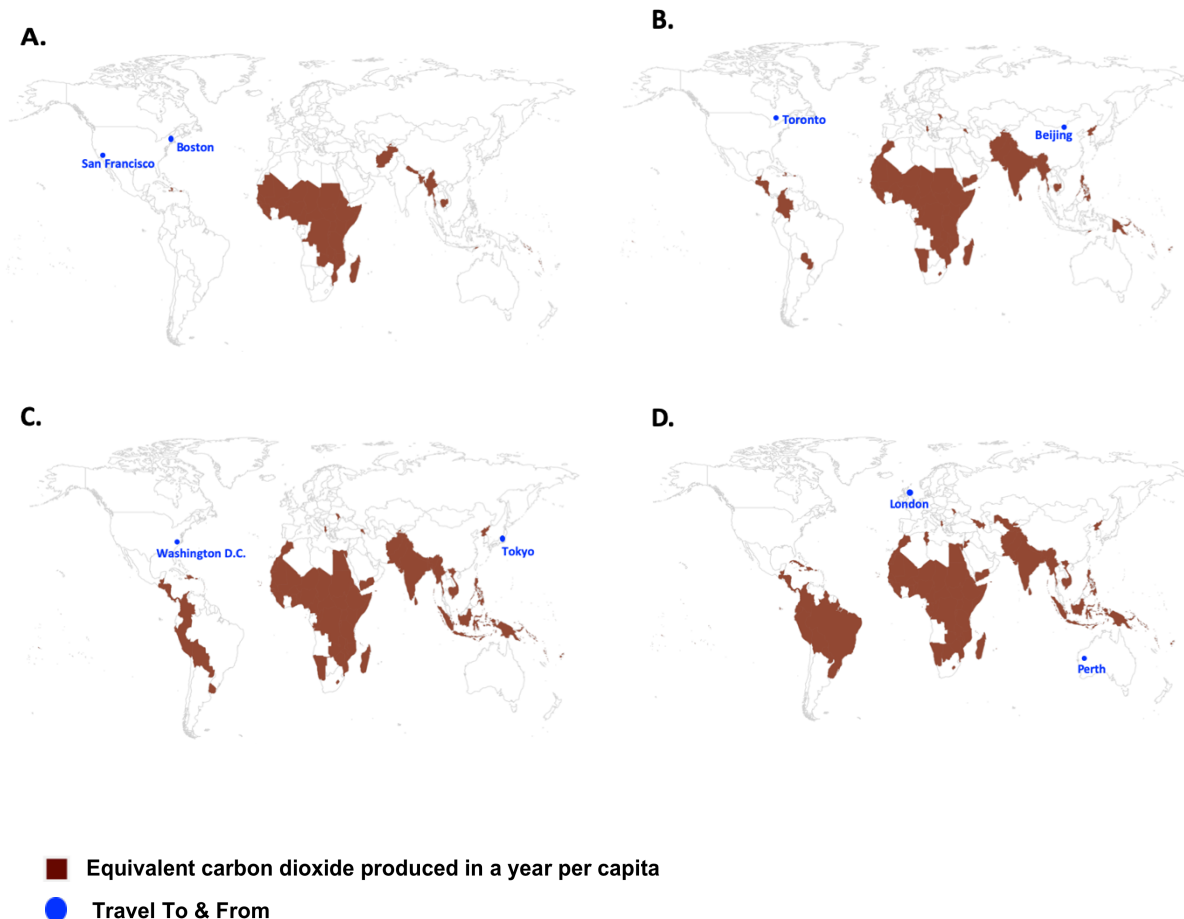 A.
Boston
San Francisco
B.
Toronto
Beijing
C.
Washington D.C.
Tokyo
D.
London
Perth
Equivalent carbon dioxide produced in a year per capita
Travel To & From